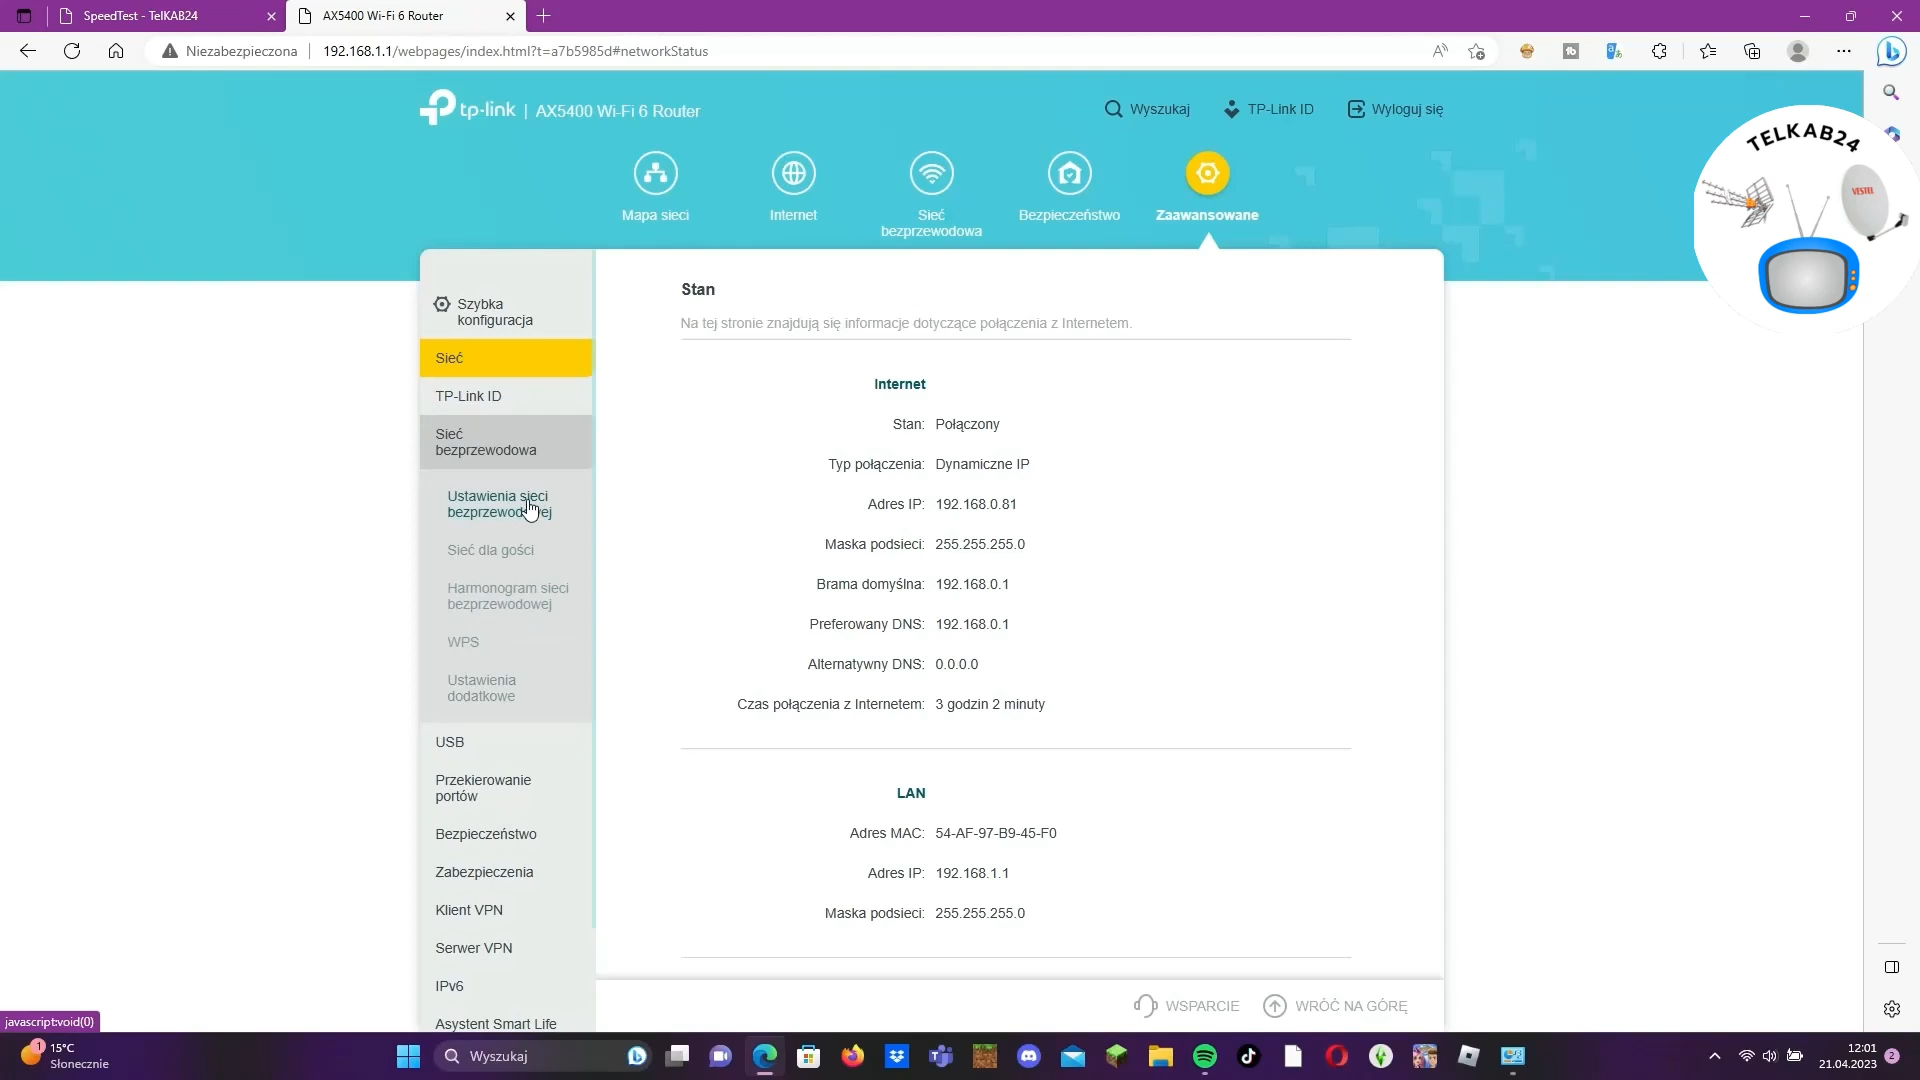 SpeedTest - TelKAB24
AX5400 Wi-Fi 6 Router
Niezabezpieczona
192.168.1.1/webpages/index.html?t=a7b5985d#networkStatus
tp-link | AX5400 Wi-Fi 6 Router
Wyszukaj
TP-Link ID
Wyloguj się
TELKAB24
VESTEL
Mapa sieci
Internet
Sieć
bezprzewodowa
Bezpieczeństwo
Zaawansowane
Szybka
konfiguracja
Sieć
TP-Link ID
Sieć
bezprzewodowa
Ustawienia sieci
bezprzewodowej
Sieć dla gości
Harmonogram sieci
bezprzewodowej
WPS
Ustawienia
dodatkowe
USB
Przekierowanie
portów
Bezpieczeństwo
Zabezpieczenia
Klient VPN
Serwer VPN
IPv6
Asystent Smart Life
Stan
Na tej stronie znajdują się informacje dotyczące połączenia z Internetem.
Internet
Stan: Połączony
Typ połączenia: Dynamiczne IP
Adres IP: 192.168.0.81
Maska podsieci: 255.255.255.0
Brama domyślna: 192.168.0.1
Preferowany DNS: 192.168.0.1
Alternatywny DNS: 0.0.0.0
Czas połączenia z Internetem: 3 godzin 2 minuty
LAN
Adres MAC: 54-AF-97-B9-45-F0
Adres IP: 192.168.1.1
Maska podsieci: 255.255.255.0
WSPARCIE
WRÓĆ NA GÓRĘ
javascript:void(0)
1
15°C
Słonecznie
Wyszukaj
12:01
21.04.2023
2